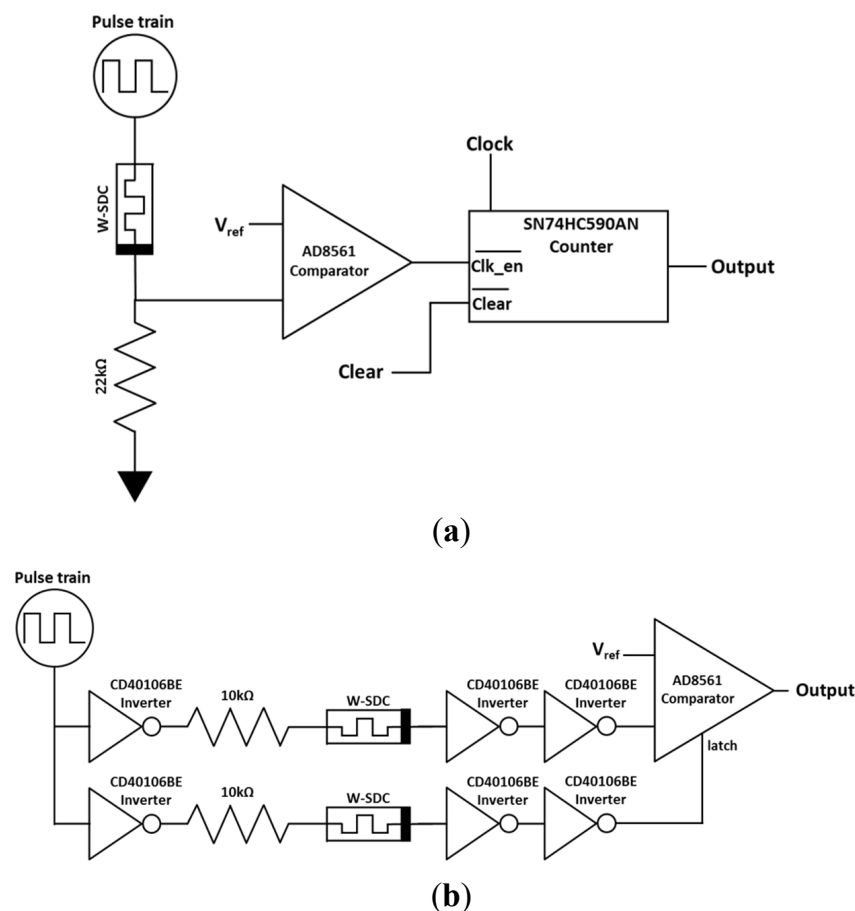 Pulse train
W-SDC
22kΩ
Vref
AD8561
Comparator
Clock
SN74HC590AN
Counter
Clk_en
Clear
Output
Clear
(a)
Pulse train
CD40106BE
Inverter
10kΩ
W-SDC
CD40106BE
Inverter
CD40106BE
Inverter
Vref
AD8561
Comparator
Output
latch
CD40106BE
Inverter
10kΩ
W-SDC
CD40106BE
Inverter
CD40106BE
Inverter
(b)